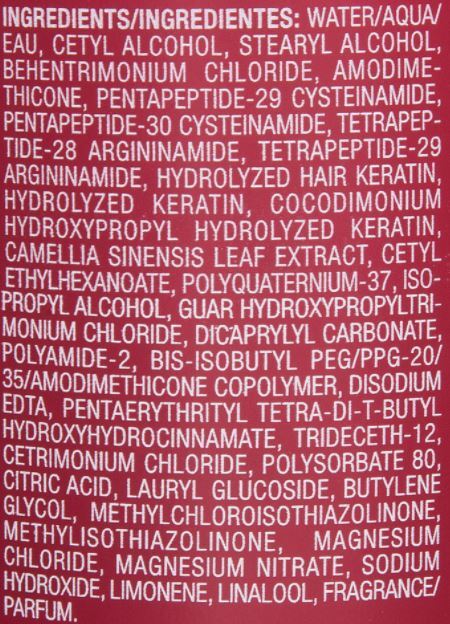 INGREDIENTS/INGREDIENTES: WATER/AQUA/
EAU, CETYL ALCOHOL, STEARYL ALCOHOL,
BEHENTRIMONIUM CHLORIDE, AMODIME-
THICONE, PENTAPEPTIDE-29 CYSTEINAMIDE,
PENTAPEPTIDE-30 CYSTEINAMIDE, TETRAPEP-
TIDE-28 ARGININAMIDE, TETRAPEPTIDE-29
ARGININAMIDE, HYDROLYZED HAIR KERATIN,
HYDROLYZED KERATIN, COCODIMONIUM
HYDROXYPROPYL HYDROLYZED KERATIN,
CAMELLIA SINENSIS LEAF EXTRACT, CETYL
ETHYLHEXANOATE, POLYQUATERNIUM-37, ISO-
PROPYL ALCOHOL, GUAR HYDROXYPROPYLTRI-
MONIUM CHLORIDE, DICAPRYLYL CARBONATE,
POLYAMIDE-2, BIS-ISOBUTYL PEG/PPG-20/
35/AMODIMETHICONE COPOLYMER, DISODIUM
EDTA, PENTAERYTHRITYL TETRA-DI-T-BUTYL
HYDROXYHYDROCINNAMATE, TRIDECETH-12,
CETRIMONIUM CHLORIDE, POLYSORBATE 80,
CITRIC ACID, LAURYL GLUCOSIDE, BUTYLENE
GLYCOL, METHYLCHLOROISOTHIAZOLINONE,
METHYLISOTHIAZOLINONE, MAGNESIUM
CHLORIDE, MAGNESIUM NITRATE, SODIUM
HYDROXIDE, LIMONENE, LINALOOL, FRAGRANCE/
PARFUM.